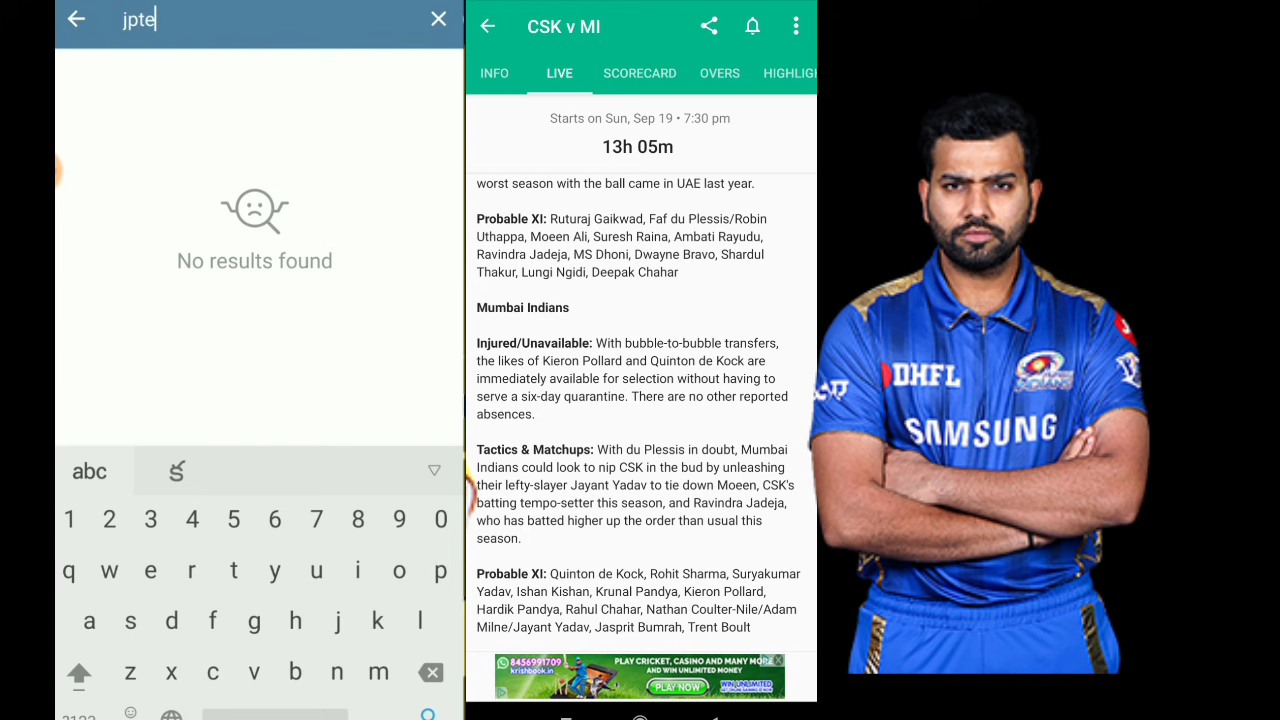 jpte
No results found
abc
క
1 2 3 4 5 6 7 8 9 0
q w e r t y u i o p
a s d f g h j k l
z x c v b n m
CSK v MI
INFO LIVE SCORECARD OVERS HIGHLIGH
Starts on Sun, Sep 19 • 7:30 pm
13h 05m
worst season with the ball came in UAE last year.
Probable XI: Ruturaj Gaikwad, Faf du Plessis/Robin
Uthappa, Moeen Ali, Suresh Raina, Ambati Rayudu,
Ravindra Jadeja, MS Dhoni, Dwayne Bravo, Shardul
Thakur, Lungi Ngidi, Deepak Chahar
Mumbai Indians
Injured/Unavailable: With bubble-to-bubble transfers,
the likes of Kieron Pollard and Quinton de Kock are
immediately available for selection without having to
serve a six-day quarantine. There are no other reported
absences.
Tactics & Matchups: With du Plessis in doubt, Mumbai
Indians could look to nip CSK in the bud by unleashing
their lefty-slayer Jayant Yadav to tie down Moeen, CSK's
batting tempo-setter this season, and Ravindra Jadeja,
who has batted higher up the order than usual this
season.
Probable XI: Quinton de Kock, Rohit Sharma, Suryakumar
Yadav, Ishan Kishan, Krunal Pandya, Kieron Pollard,
Hardik Pandya, Rahul Chahar, Nathan Coulter-Nile/Adam
Milne/Jayant Yadav, Jasprit Bumrah, Trent Boult
8456991709
krishbook.in
PLAY CRICKET, CASINO AND MANY MORE
AND WIN UNLIMITED MONEY
PLAY NOW
WIN UNLIMITED
DHFL
SAMSUNG